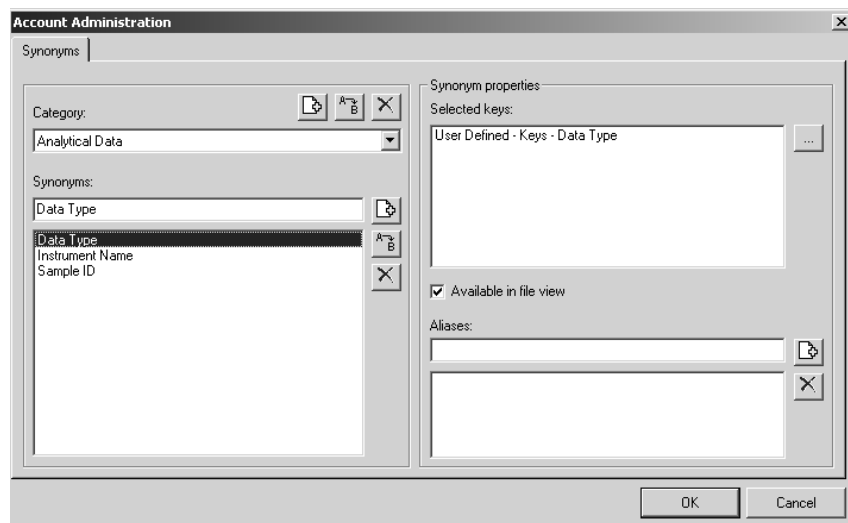 Account Administration
Synonyms
Category:
A
B
Analytical Data
Synonyms:
Data Type
Data Type
Instrument Name
Sample ID
A
B
Synonym properties
Selected keys:
User Defined - Keys - Data Type
...
Available in file view
Aliases:
OK
Cancel